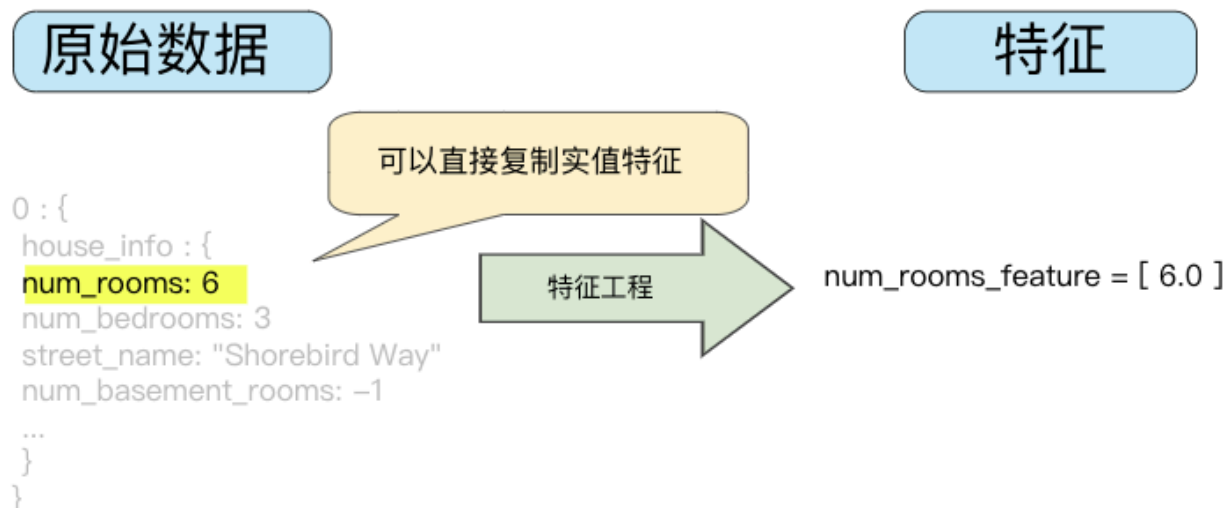 原始数据
特征
可以直接复制实值特征
0 : {
house_info : {
num_rooms: 6
num_bedrooms: 3
street_name: "Shorebird Way"
num_basement_rooms: −1
...
}
}
特征工程
num_rooms_feature = [ 6.0 ]